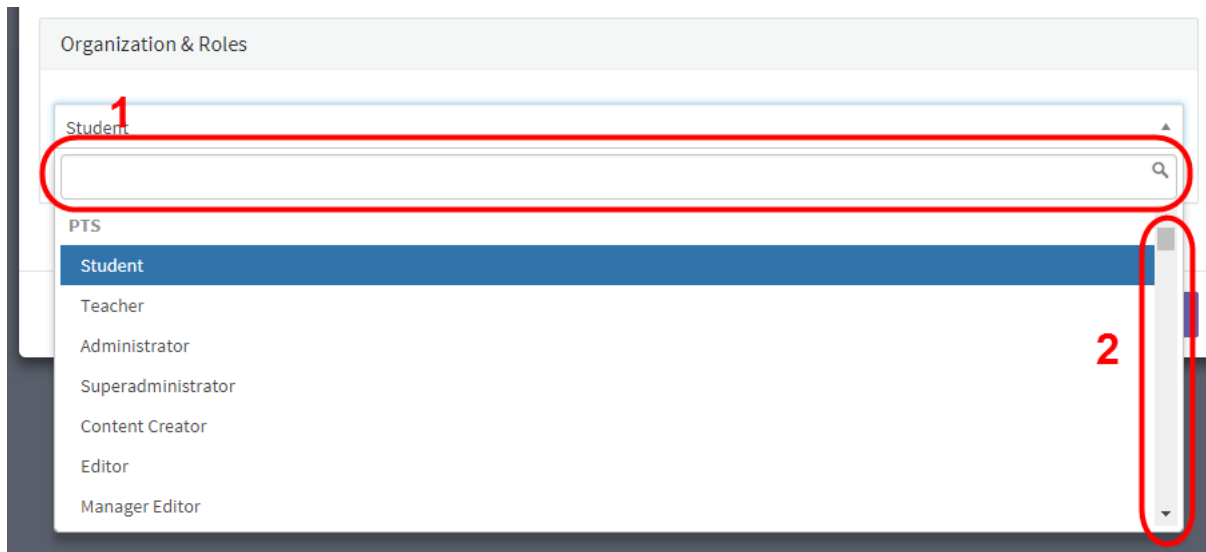 Organization & Roles
1
Student
PTS
Student
Teacher
Administrator
2
Superadministrator
Content Creator
Editor
Manager Editor